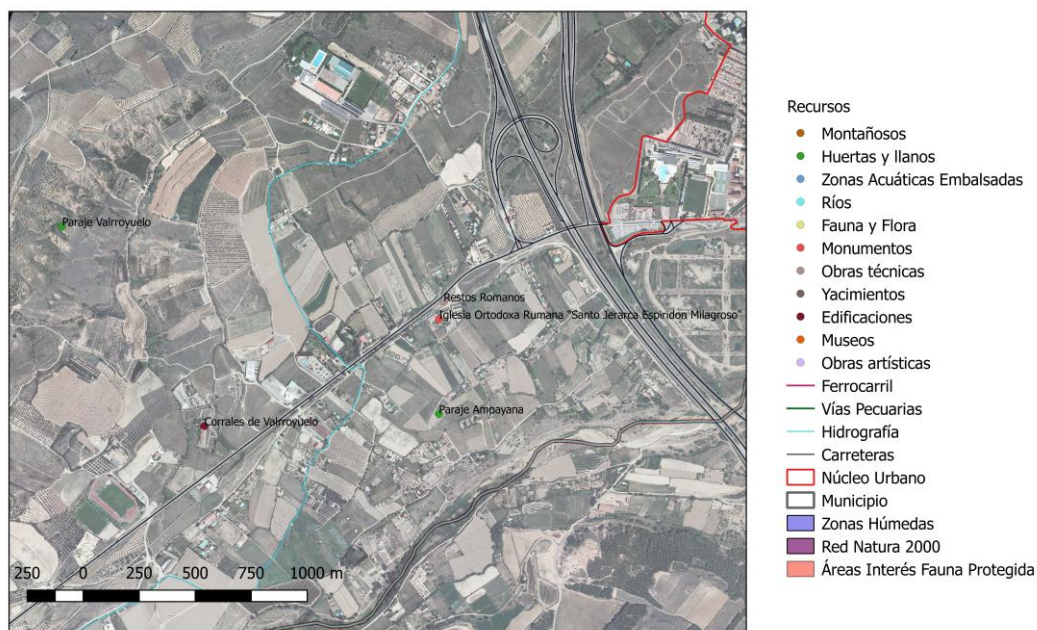 Paraje Valrroyuelo
Restos Romanos
Iglesia Ortodoxa Rumana "Santo Jerarca Espiridon Milagroso"
Paraje Ampayana
Corrales de Valrroyuelo
250 0 250 500 750 1000 m
Recursos
Montañosos
Huertas y llanos
Zonas Acuáticas Embalsadas
Ríos
Fauna y Flora
Monumentos
Obras técnicas
Yacimientos
Edificaciones
Museos
Obras artísticas
Ferrocarril
Vías Pecuarias
Hidrografía
Carreteras
Núcleo Urbano
Municipio
Zonas Húmedas
Red Natura 2000
Áreas Interés Fauna Protegida